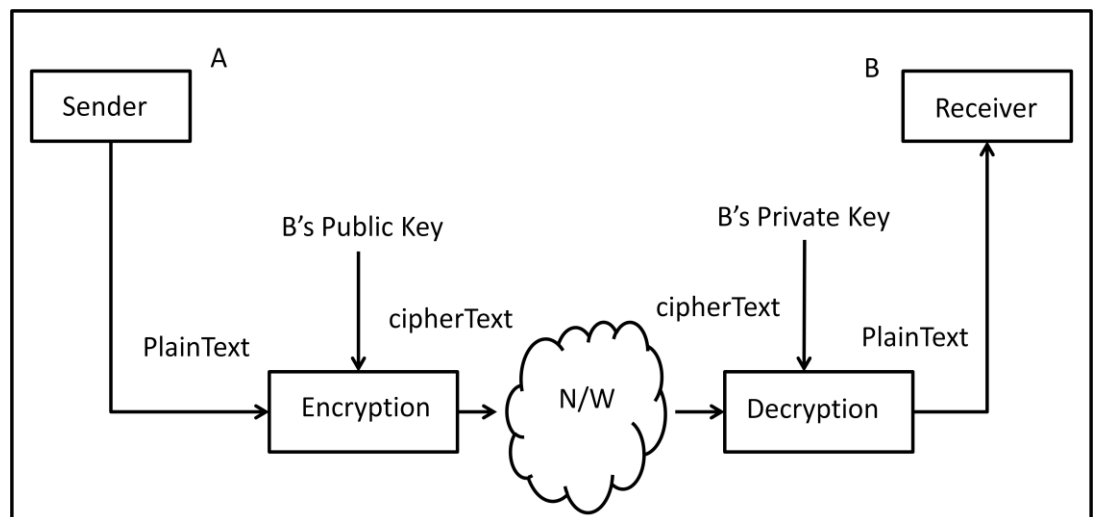 A
Sender
B
Receiver
B's Public Key
B's Private Key
PlainText
cipherText
cipherText
PlainText
Encryption
N/W
Decryption